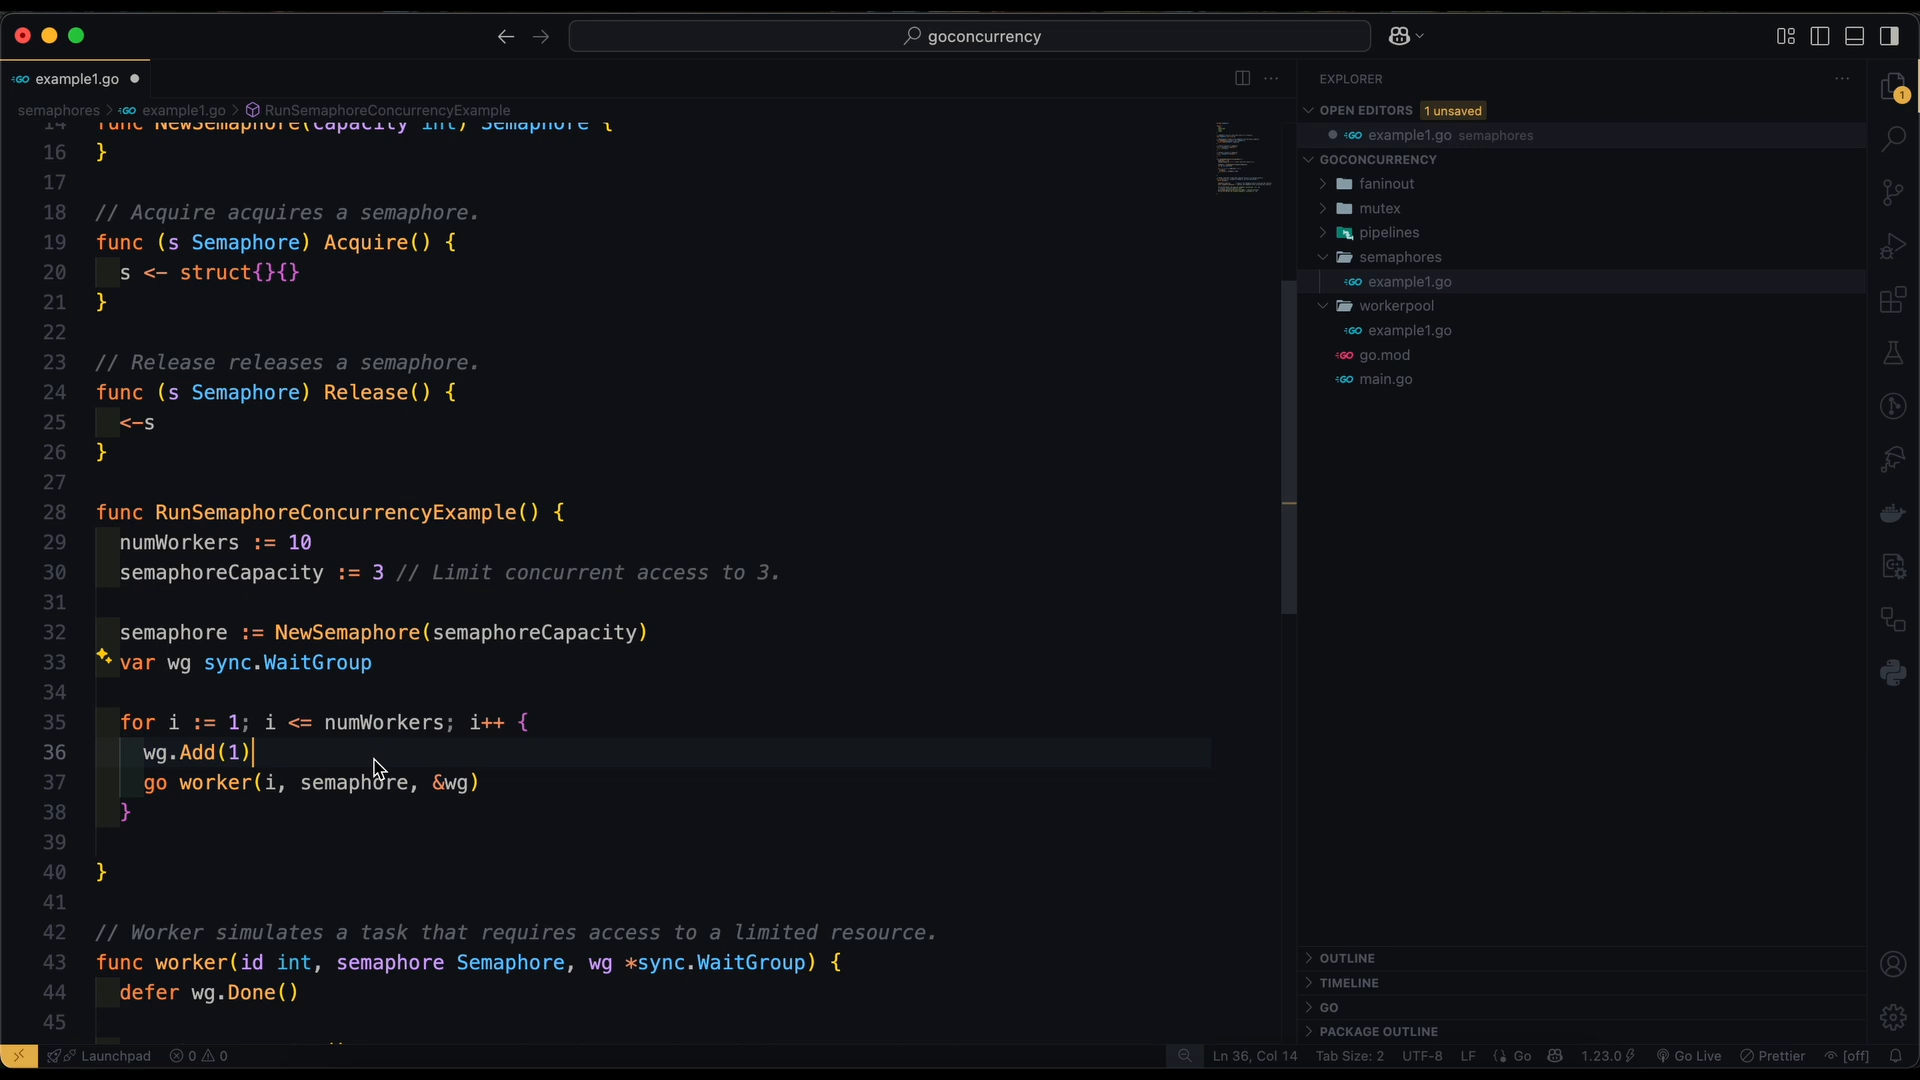 goconcurrency
example1.go
semaphores > example1.go > RunSemaphoreConcurrencyExample
14 func NewSemaphore(capacity int) Semaphore {
16 }
17
18 // Acquire acquires a semaphore.
19 func (s Semaphore) Acquire() {
20 s <- struct{}{}
21 }
22
23 // Release releases a semaphore.
24 func (s Semaphore) Release() {
25 <-s
26 }
27
28 func RunSemaphoreConcurrencyExample() {
29 numWorkers := 10
30 semaphoreCapacity := 3 // Limit concurrent access to 3.
31
32 semaphore := NewSemaphore(semaphoreCapacity)
33 var wg sync.WaitGroup
34
35 for i := 1; i <= numWorkers; i++ {
36 wg.Add(1)
37 go worker(i, semaphore, &wg)
38 }
39
40 }
41
42 // Worker simulates a task that requires access to a limited resource.
43 func worker(id int, semaphore Semaphore, wg *sync.WaitGroup) {
44 defer wg.Done()
45
EXPLORER
OPEN EDITORS 1 unsaved
example1.go semaphores
GOCONCURRENCY
faninout
mutex
pipelines
semaphores
example1.go
workerpool
example1.go
go.mod
main.go
OUTLINE
TIMELINE
GO
PACKAGE OUTLINE
1
Launchpad 0 0 Ln 36, Col 14 Tab Size: 2 UTF-8 LF Go 1.23.0 Go Live Prettier [off]